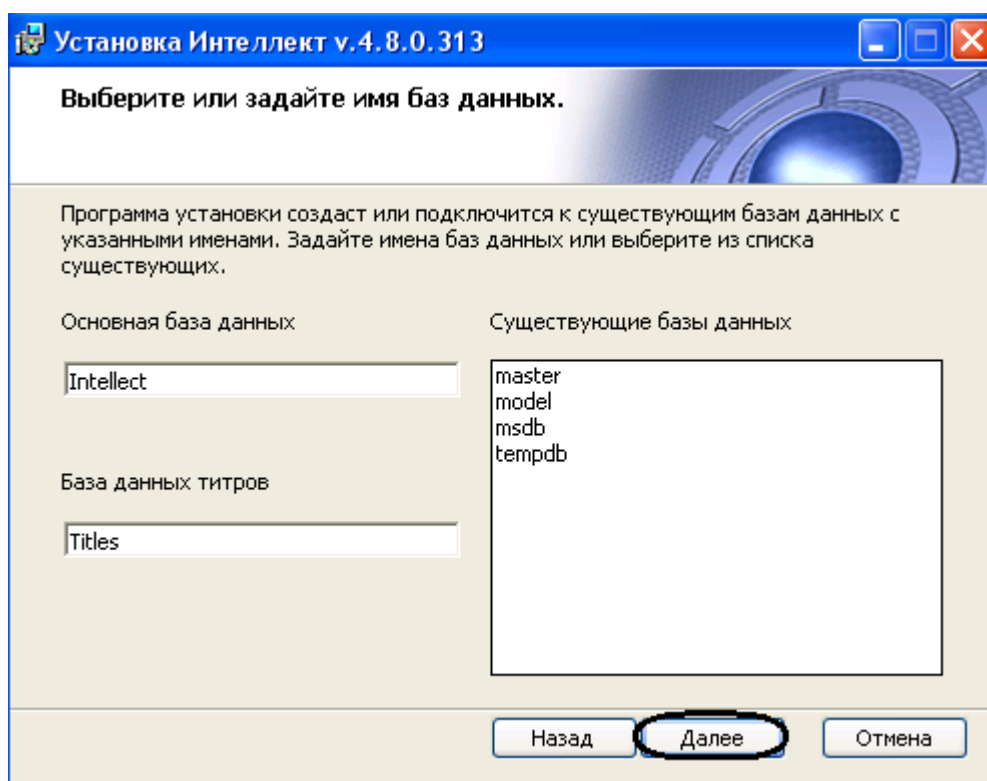 Установка Интеллект v.4.8.0.313
Выберите или задайте имя баз данных.
Программа установки создаст или подключится к существующим базам данных с
указанными именами. Задайте имена баз данных или выберите из списка
существующих.
Основная база данных
Intellect
База данных титров
Titles
Существующие базы данных
master
model
msdb
tempdb
Назад
Далее
Отмена